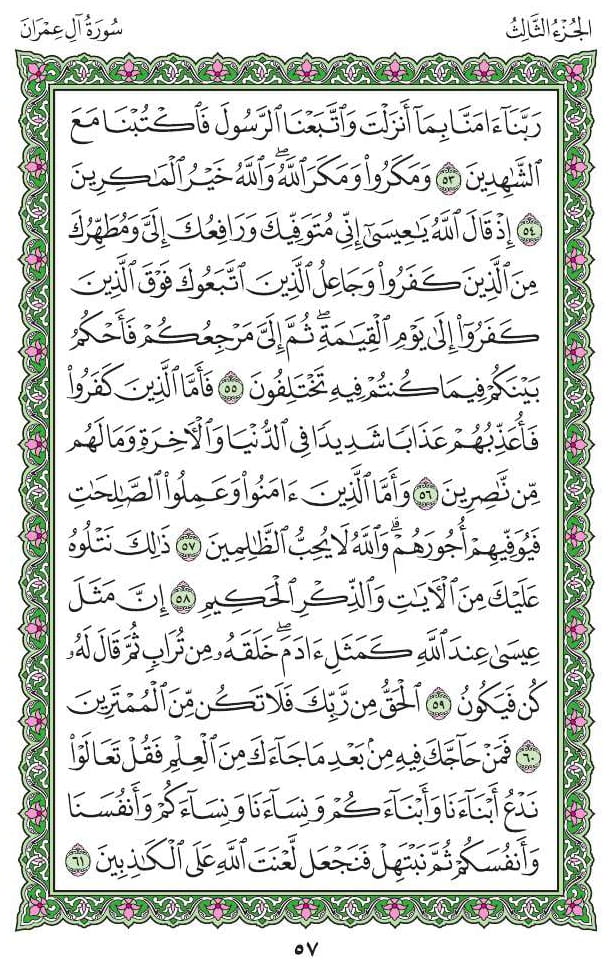 الجُزْءُ الثَّالِثُ
سُورَةُ آلِ عِمْرَانَ
رَبَّنَآ ءَامَنَّا بِمَآ أَنزَلْتَ وَٱتَّبَعْنَا ٱلرَّسُولَ فَٱكْتُبْنَا مَعَ
ٱلشَّٰهِدِينَ ٥٣ وَمَكَرُوا۟ وَمَكَرَ ٱللَّهُ ۖ وَٱللَّهُ خَيْرُ ٱلْمَٰكِرِينَ
٥٤ إِذْ قَالَ ٱللَّهُ يَٰعِيسَىٰٓ إِنِّى مُتَوَفِّيكَ وَرَافِعُكَ إِلَىَّ وَمُطَهِّرُكَ
مِنَ ٱلَّذِينَ كَفَرُوا۟ وَجَاعِلُ ٱلَّذِينَ ٱتَّبَعُوكَ فَوْقَ ٱلَّذِينَ
كَفَرُوٓا۟ إِلَىٰ يَوْمِ ٱلْقِيَٰمَةِ ۖ ثُمَّ إِلَىَّ مَرْجِعُكُمْ فَأَحْكُمُ
بَيْنَكُمْ فِيمَا كُنتُمْ فِيهِ تَخْتَلِفُونَ ٥٥ فَأَمَّا ٱلَّذِينَ كَفَرُوا۟
فَأُعَذِّبُهُمْ عَذَابًا شَدِيدًا فِى ٱلدُّنْيَا وَٱلْءَاخِرَةِ وَمَا لَهُم
مِّن نَّٰصِرِينَ ٥٦ وَأَمَّا ٱلَّذِينَ ءَامَنُوا۟ وَعَمِلُوا۟ ٱلصَّٰلِحَٰتِ
فَيُوَفِّيهِمْ أُجُورَهُمْ ۗ وَٱللَّهُ لَا يُحِبُّ ٱلظَّٰلِمِينَ ٥٧ ذَٰلِكَ نَتْلُوهُ
عَلَيْكَ مِنَ ٱلْءَايَٰتِ وَٱلذِّكْرِ ٱلْحَكِيمِ ٥٨ إِنَّ مَثَلَ
عِيسَىٰ عِندَ ٱللَّهِ كَمَثَلِ ءَادَمَ ۖ خَلَقَهُۥ مِن تُرَابٍ ثُمَّ قَالَ لَهُۥ
كُن فَيَكُونُ ٥٩ ٱلْحَقُّ مِن رَّبِّكَ فَلَا تَكُن مِّنَ ٱلْمُمْتَرِينَ
٦٠ فَمَنْ حَآجَّكَ فِيهِ مِنۢ بَعْدِ مَا جَآءَكَ مِنَ ٱلْعِلْمِ فَقُلْ تَعَالَوْا۟
نَدْعُ أَبْنَآءَنَا وَأَبْنَآءَكُمْ وَنِسَآءَنَا وَنِسَآءَكُمْ وَأَنفُسَنَا
وَأَنفُسَكُمْ ثُمَّ نَبْتَهِلْ فَنَجْعَل لَّعْنَتَ ٱللَّهِ عَلَى ٱلْكَٰذِبِينَ ٦١
٥٧